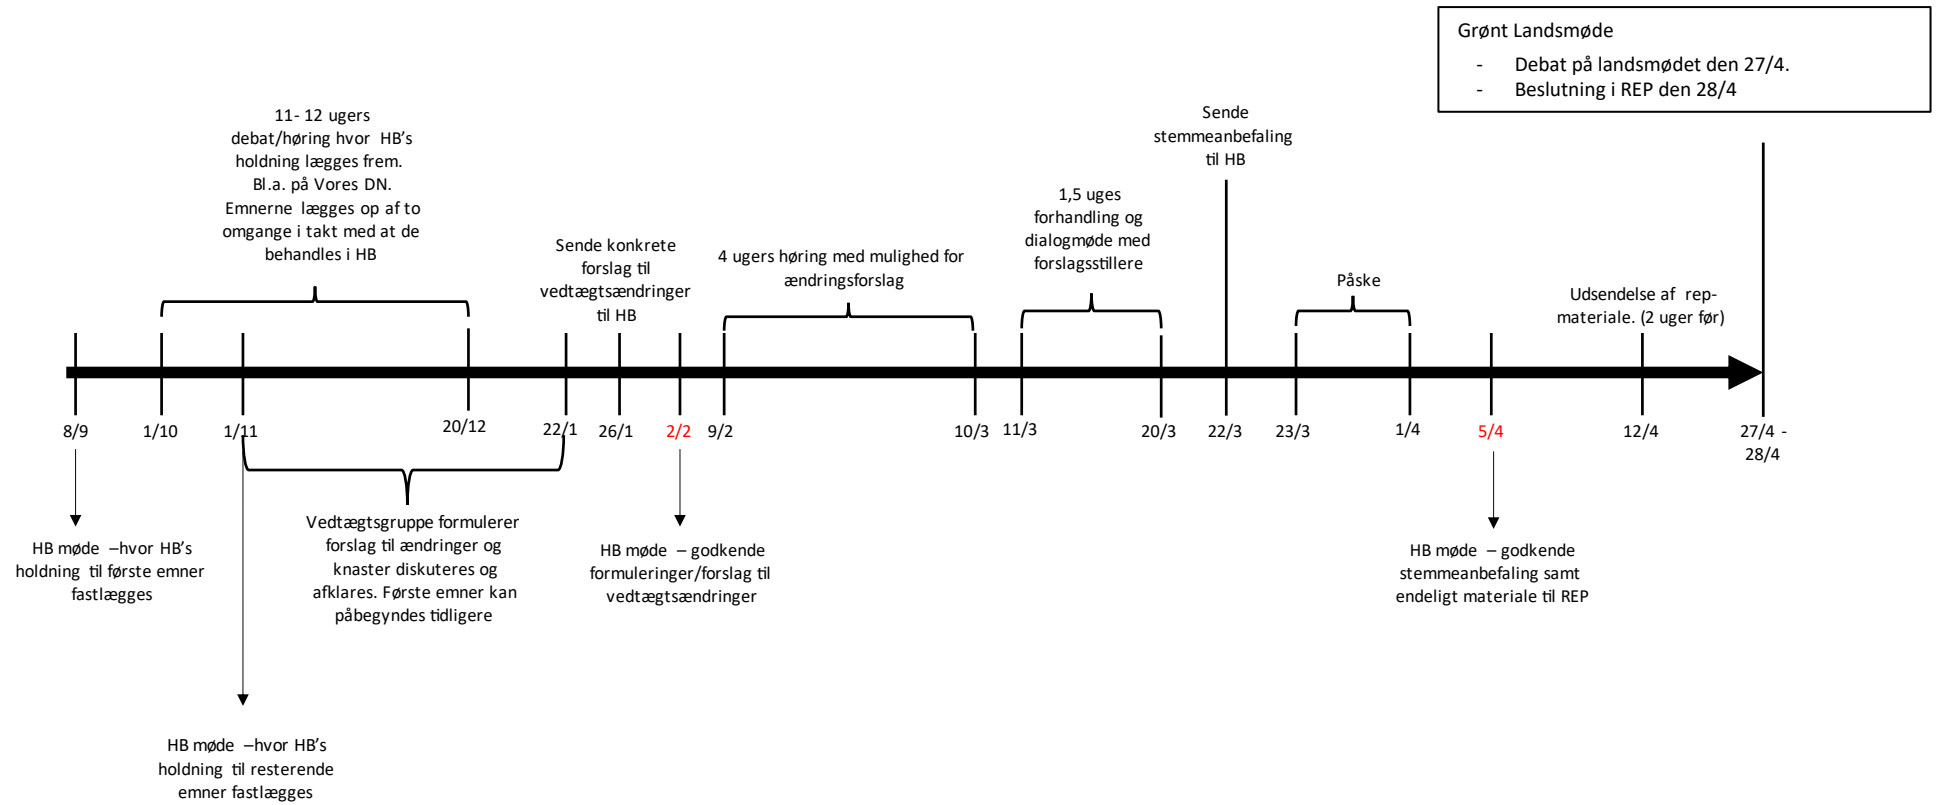 Grønt Landsmøde
- Debat på landsmødet den 27/4.
- Beslutning i REP den 28/4
11- 12 ugers
debat/høring hvor HB’s
holdning lægges frem.
Bl.a. på Vores DN.
Emnerne lægges op af to
omgange i takt med at de
behandles i HB
Sende konkrete
forslag til
vedtægtsændringer
til HB
4 ugers høring med mulighed for
ændringsforslag
1,5 uges
forhandling og
dialogmøde med
forslagsstillere
Sende
stemmeanbefaling
til HB
Påske
Udsendelse af rep-
materiale. (2 uger før)
8/9
1/10
1/11
20/12
22/1
26/1
2/2
9/2
10/3
11/3
20/3
22/3
23/3
1/4
5/4
12/4
27/4 -
28/4
HB møde –hvor HB’s
holdning til første emner
fastlægges
Vedtægtsgruppe formulerer
forslag til ændringer og
knaster diskuteres og
afklares. Første emner kan
påbegyndes tidligere
HB møde – godkende
formuleringer/forslag til
vedtægtsændringer
HB møde – godkende
stemmeanbefaling samt
endeligt materiale til REP
HB møde –hvor HB’s
holdning til resterende
emner fastlægges